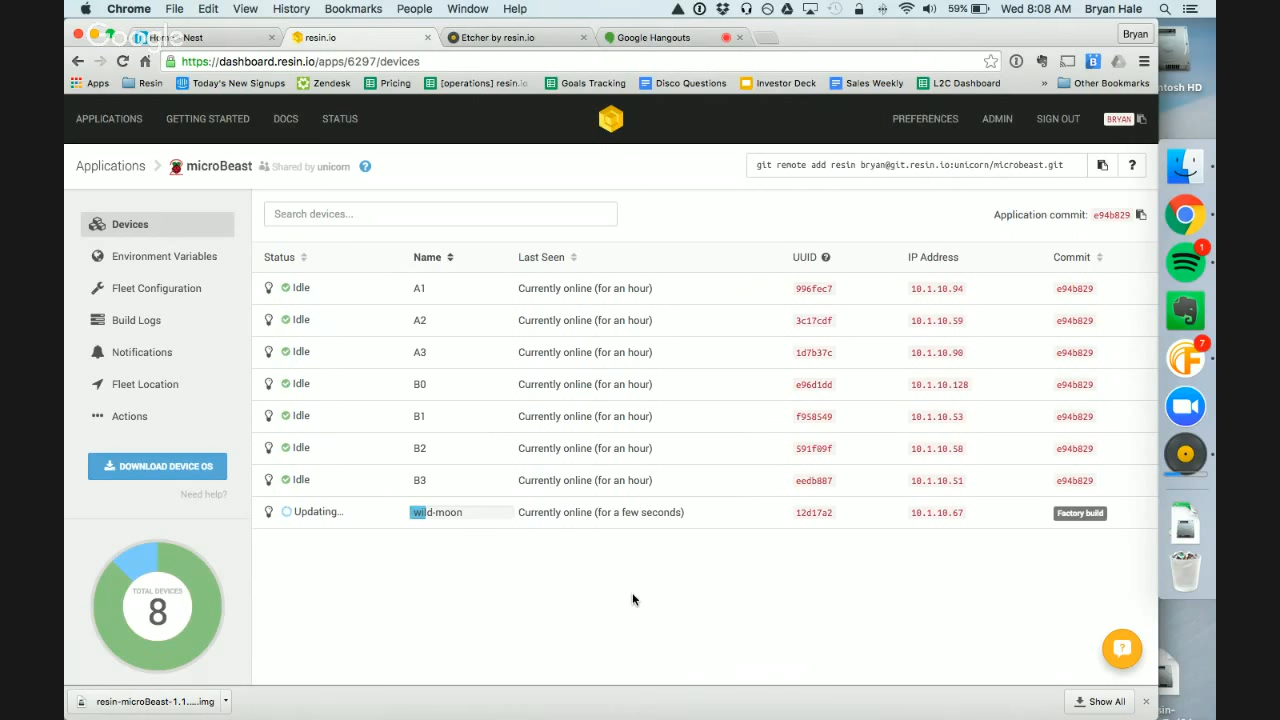 Chrome File Edit View History Bookmarks People Window Help 59% Wed 8:08 AM Bryan Hale
Google
Nest resin.io Etcher by resin.io Google Hangouts Bryan
https://dashboard.resin.io/apps/6297/devices
Apps Resin Today's New Signups Zendesk Pricing [operations] resin.io Goals Tracking Disco Questions Investor Deck Sales Weekly L2C Dashboard » Other Bookmarks
APPLICATIONS GETTING STARTED DOCS STATUS PREFERENCES ADMIN SIGN OUT BRYAN
Applications microBeast Shared by unicorn ? git remote add resin bryan@git.resin.io:unicorn/microbeast.git ?
Devices
Environment Variables
Fleet Configuration
Build Logs
Notifications
Fleet Location
Actions
DOWNLOAD DEVICE OS
Need help?
TOTAL DEVICES
8
Search devices... Application commit: e94b829
Status Name Last Seen UUID IP Address Commit
Idle A1 Currently online (for an hour) 996fec7 10.1.10.94 e94b829
Idle A2 Currently online (for an hour) 3c17cdf 10.1.10.59 e94b829
Idle A3 Currently online (for an hour) 1d7b37c 10.1.10.90 e94b829
Idle B0 Currently online (for an hour) e96d1dd 10.1.10.128 e94b829
Idle B1 Currently online (for an hour) f958549 10.1.10.53 e94b829
Idle B2 Currently online (for an hour) 591f09f 10.1.10.58 e94b829
Idle B3 Currently online (for an hour) eedb887 10.1.10.51 e94b829
Updating... wild-moon Currently online (for a few seconds) 12d17a2 10.1.10.67 Factory build
resin-microBeast-1.1....img Show All
tosh HD
1
7
sin-